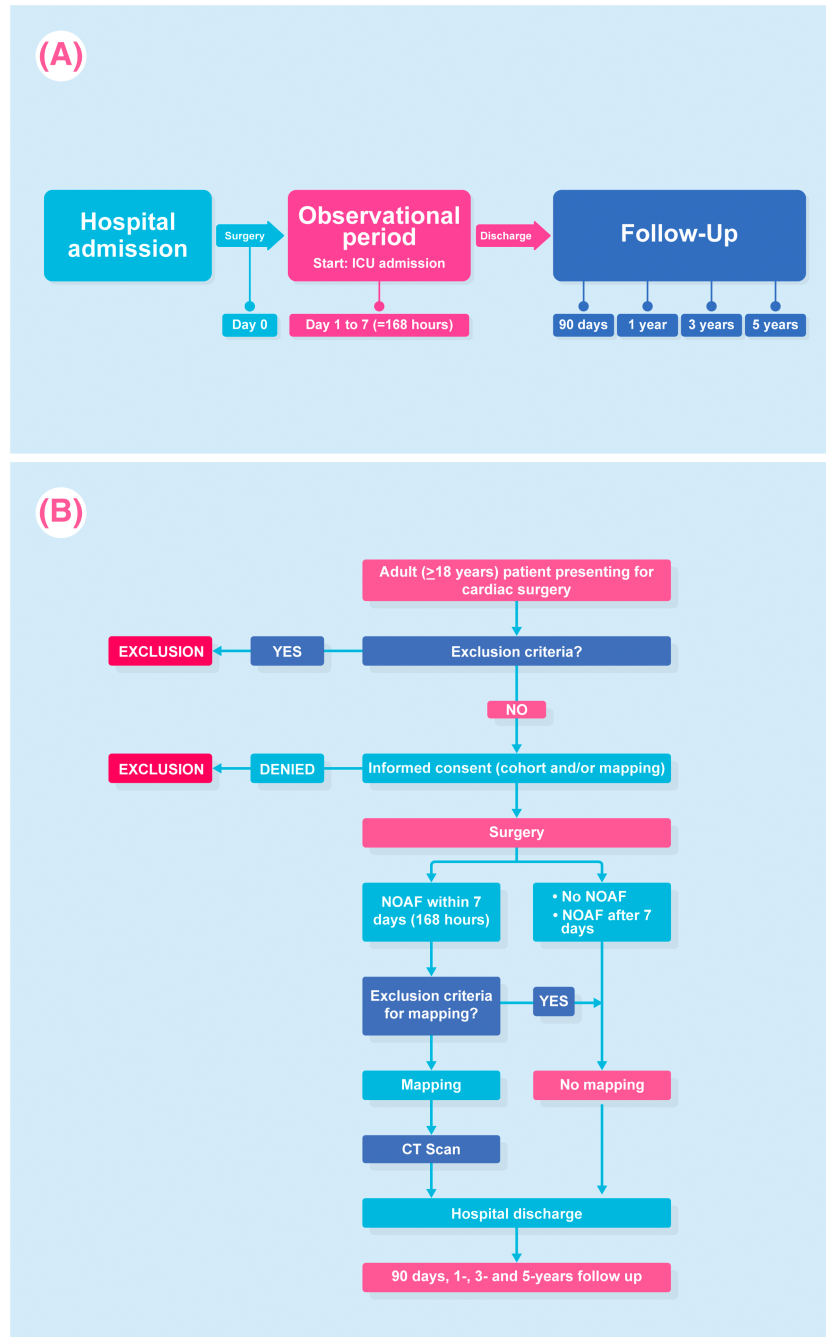 (A)
Hospital
admission
Surgery
Observational
period
Start: ICU admission
Discharge
Follow-Up
Day 0
Day 1 to 7 (=168 hours)
90 days
1 year
3 years
5 years
(B)
Adult (≥18 years) patient presenting for
cardiac surgery
EXCLUSION
YES
Exclusion criteria?
NO
EXCLUSION
DENIED
Informed consent (cohort and/or mapping)
Surgery
NOAF within 7
days (168 hours)
• No NOAF
• NOAF after 7
days
Exclusion criteria
for mapping?
YES
Mapping
No mapping
CT Scan
Hospital discharge
90 days, 1-, 3- and 5-years follow up